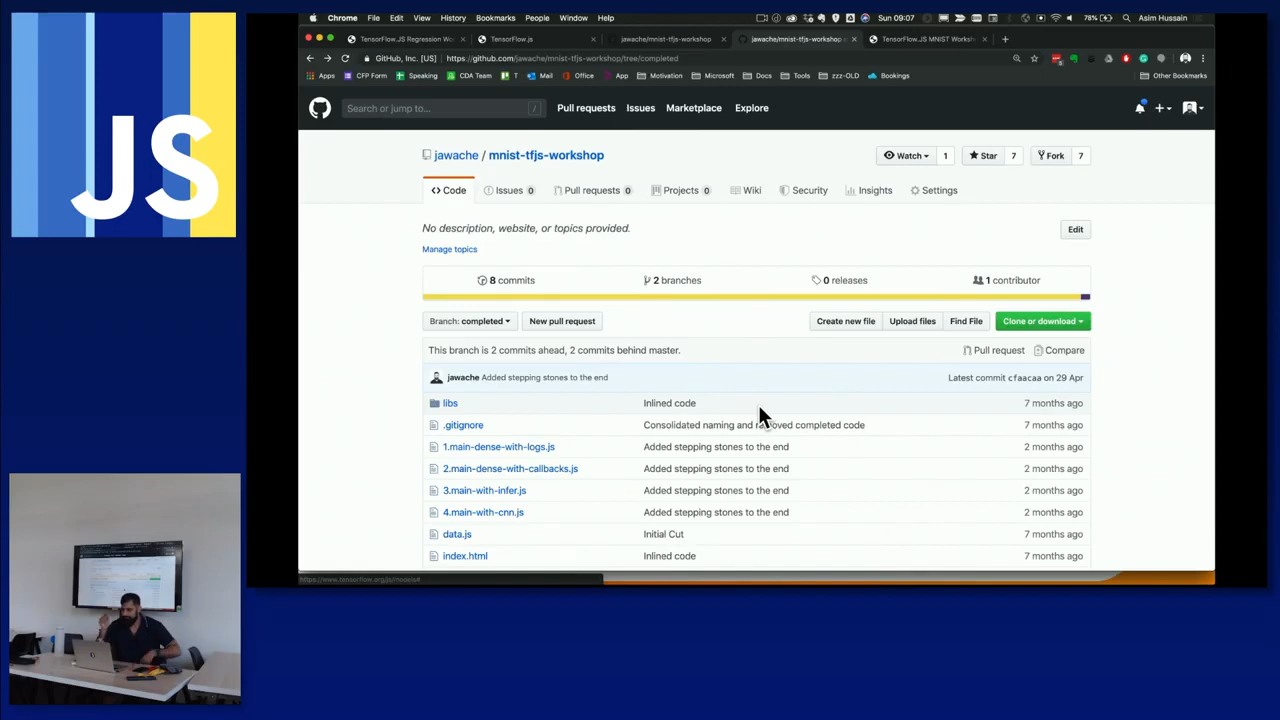 JS
Chrome File Edit View History Bookmarks People Window Help Sun 09:07 78% Asim Hussain
TensorFlow.JS Regression Wo TensorFlow.js jawache/mnist-tfjs-workshop jawache/mnist-tfjs-workshop TensorFlow.JS MNIST Worksh
GitHub, Inc. [US] https://github.com/jawache/mnist-tfjs-workshop/tree/completed
Apps CFP Form Speaking CDA Team T Mail Office App Motivation Microsoft Docs Tools zzz-OLD Bookings Other Bookmarks
Search or jump to... / Pull requests Issues Marketplace Explore
jawache / mnist-tfjs-workshop Watch 1 Star 7 Fork 7
Code Issues 0 Pull requests 0 Projects 0 Wiki Security Insights Settings
No description, website, or topics provided. Edit
Manage topics
8 commits 2 branches 0 releases 1 contributor
Branch: completed New pull request Create new file Upload files Find File Clone or download
This branch is 2 commits ahead, 2 commits behind master. Pull request Compare
jawache Added stepping stones to the end Latest commit cfaacaa on 29 Apr
libs Inlined code 7 months ago
.gitignore Consolidated naming and removed completed code 7 months ago
1.main-dense-with-logs.js Added stepping stones to the end 2 months ago
2.main-dense-with-callbacks.js Added stepping stones to the end 2 months ago
3.main-with-infer.js Added stepping stones to the end 2 months ago
4.main-with-cnn.js Added stepping stones to the end 2 months ago
data.js Initial Cut 7 months ago
index.html Inlined code 7 months ago
https://www.tensorflow.org/js/models#